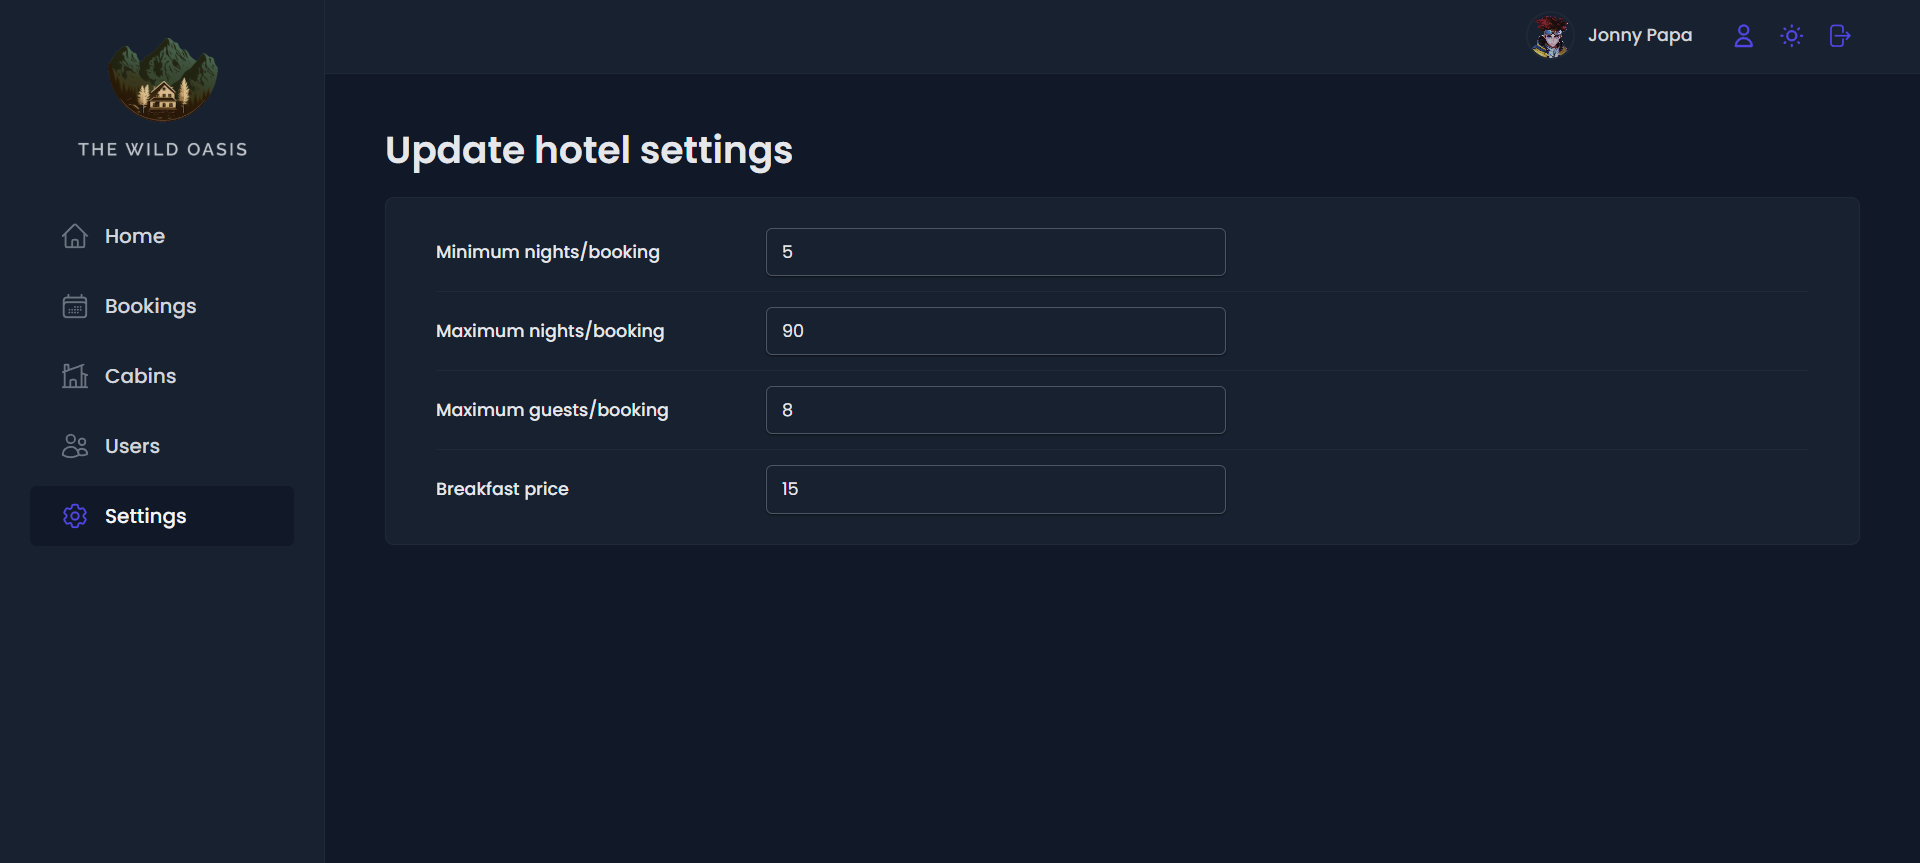 THE WILD OASIS
Home
Bookings
Cabins
Users
Settings
Jonny Papa
Update hotel settings
Minimum nights/booking
5
Maximum nights/booking
90
Maximum guests/booking
8
Breakfast price
15